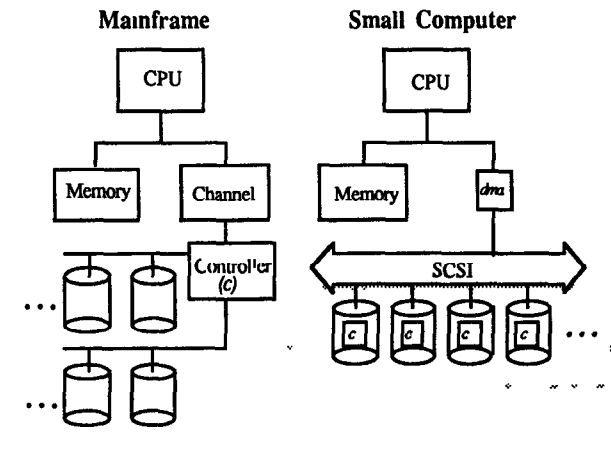 Mainframe
CPU
Memory
Channel
Controller
(c)
...
...
Small Computer
CPU
Memory
dma
SCSI
c
c
c
c
...